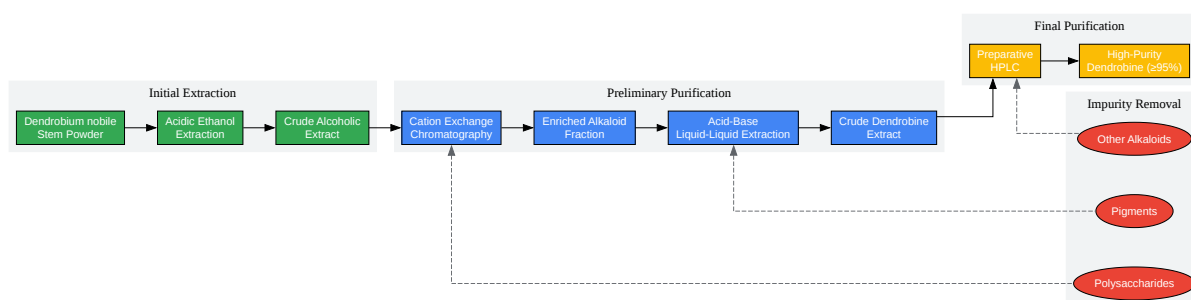 Final Purification
Preparative
HPLC
High-Purity
Dendrobine (≥95%)
Initial Extraction
Dendrobium nobile
Stem Powder
Acidic Ethanol
Extraction
Crude Alcoholic
Extract
Preliminary Purification
Cation Exchange
Chromatography
Enriched Alkaloid
Fraction
Acid-Base
Liquid-Liquid Extraction
Crude Dendrobine
Extract
Impurity Removal
Other Alkaloids
Pigments
Polysaccharides